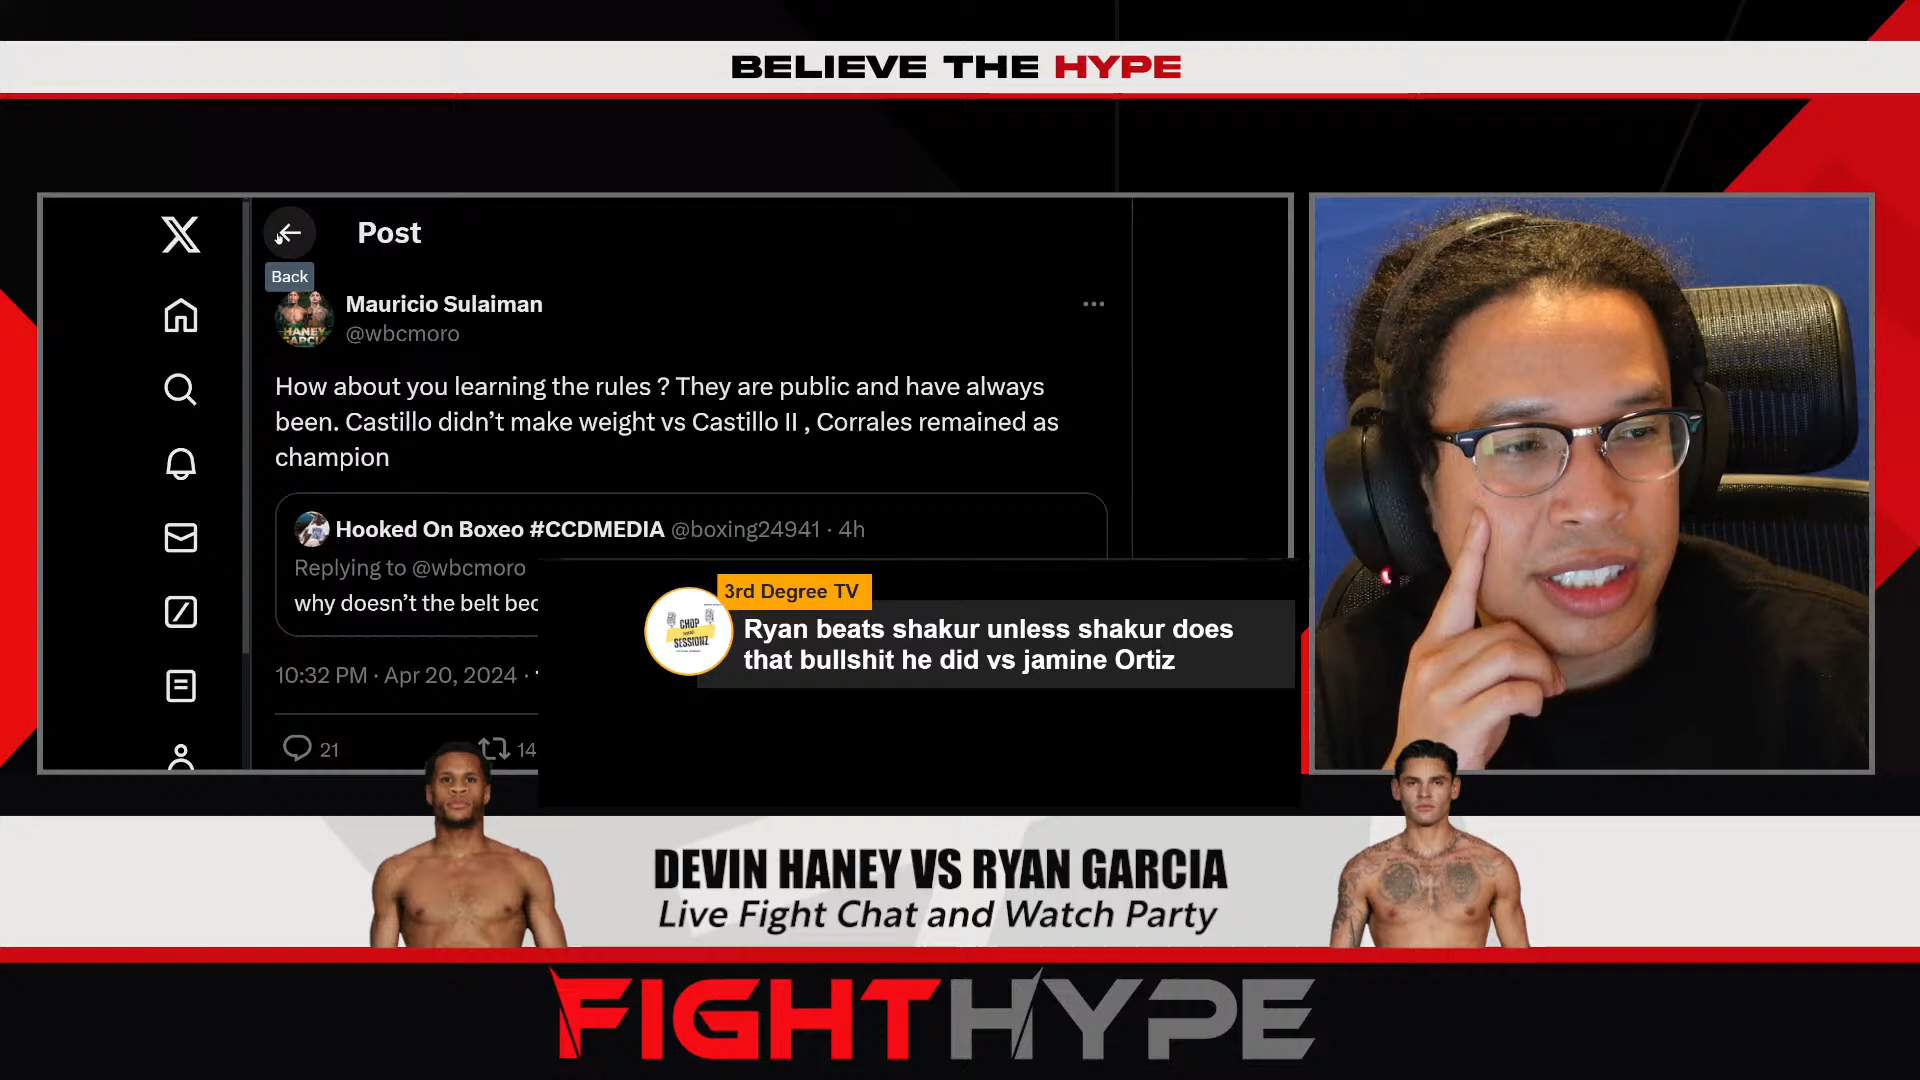 BELIEVE THE HYPE
Post
Back
Mauricio Sulaiman
@wbcmoro
How about you learning the rules ? They are public and have always
been. Castillo didn’t make weight vs Castillo II , Corrales remained as
champion
Hooked On Boxeo #CCDMEDIA @boxing24941 · 4h
Replying to @wbcmoro
why doesn’t the belt bec
10:32 PM · Apr 20, 2024 ·
21
14
3rd Degree TV
CHOP
SESSIONZ
Ryan beats shakur unless shakur does
that bullshit he did vs jamine Ortiz
HANEY
DEVIN HANEY VS RYAN GARCIA
Live Fight Chat and Watch Party
FIGHTHYPE